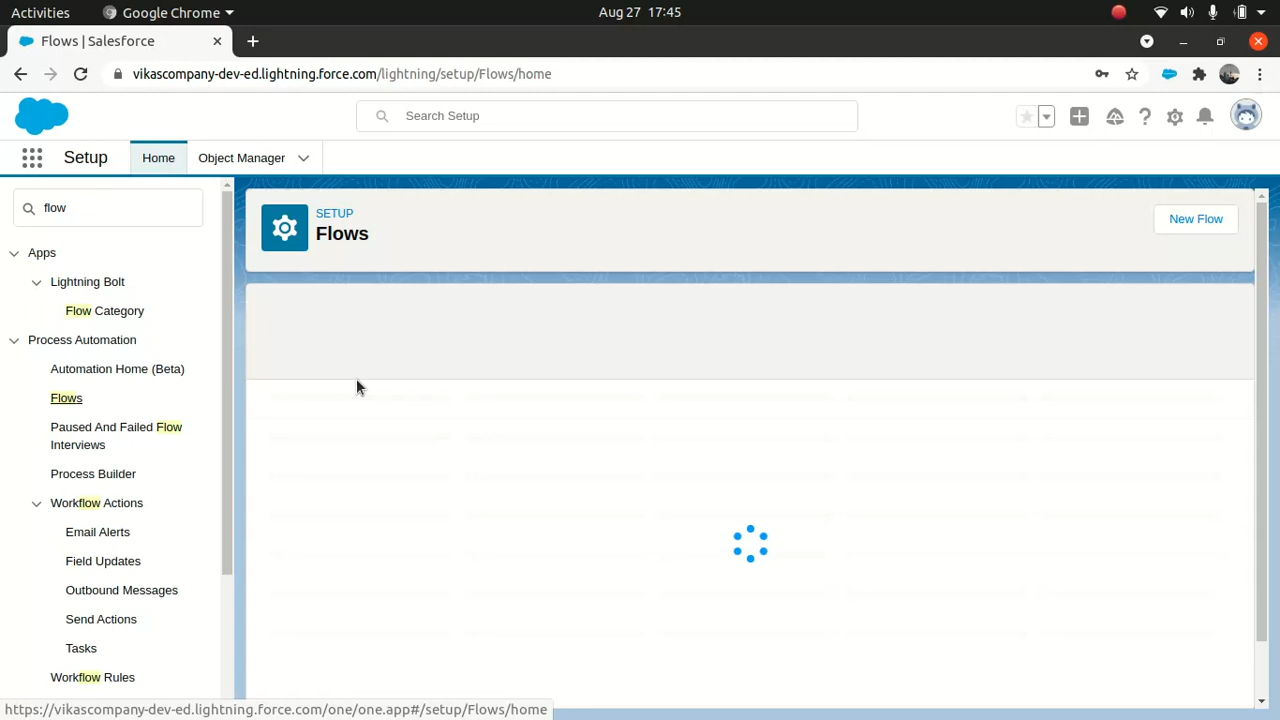 Activities
Google Chrome
Aug 27 17:45
Flows | Salesforce
vikascompany-dev-ed.lightning.force.com/lightning/setup/Flows/home
Search Setup
Setup
Home
Object Manager
flow
SETUP
Flows
New Flow
Apps
Lightning Bolt
Flow Category
Process Automation
Automation Home (Beta)
Flows
Paused And Failed Flow
Interviews
Process Builder
Workflow Actions
Email Alerts
Field Updates
Outbound Messages
Send Actions
Tasks
Workflow Rules
https://vikascompany-dev-ed.lightning.force.com/one/one.app#/setup/Flows/home